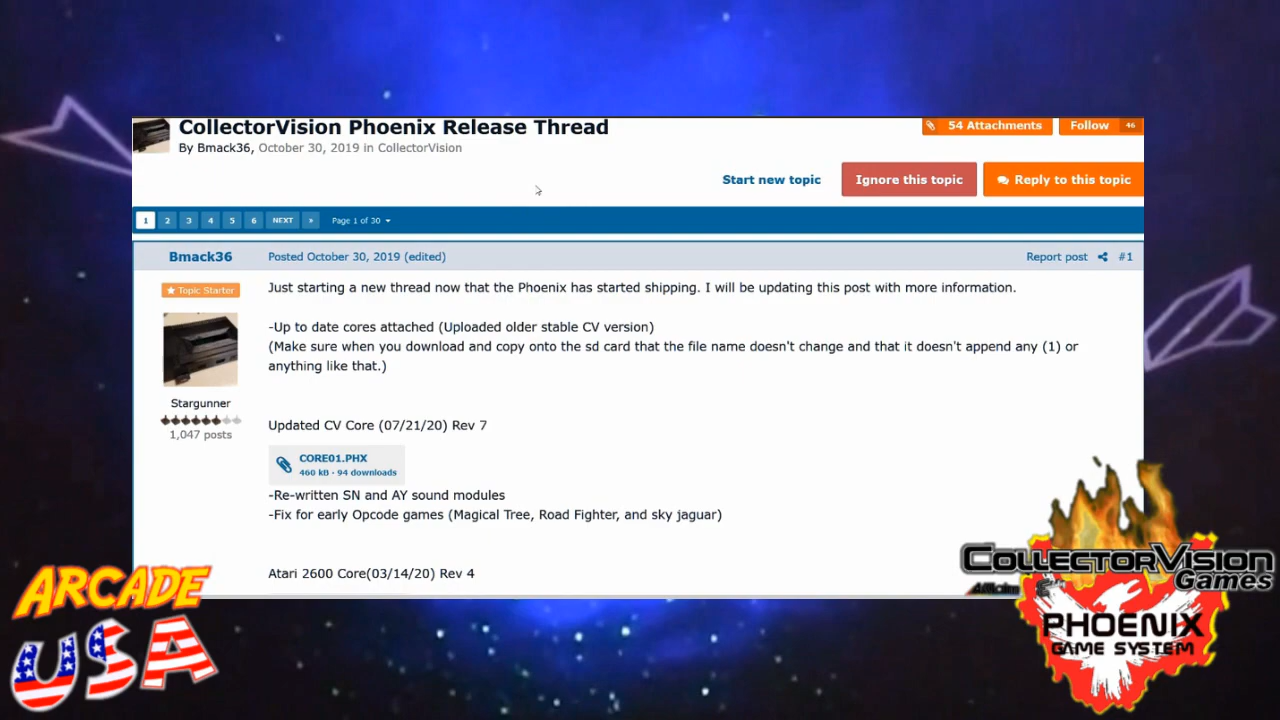 CollectorVision Phoenix Release Thread
54 Attachments
Follow 46
By Bmack36, October 30, 2019 in CollectorVision
Start new topic
Ignore this topic
Reply to this topic
1 2 3 4 5 6 NEXT » Page 1 of 30
Bmack36
Posted October 30, 2019 (edited)
Report post #1
Topic Starter
Just starting a new thread now that the Phoenix has started shipping. I will be updating this post with more information.
-Up to date cores attached (Uploaded older stable CV version)
(Make sure when you download and copy onto the sd card that the file name doesn't change and that it doesn't append any (1) or
anything like that.)
Stargunner
1,047 posts
Updated CV Core (07/21/20) Rev 7
CORE01.PHX
460 kB · 94 downloads
-Re-written SN and AY sound modules
-Fix for early Opcode games (Magical Tree, Road Fighter, and sky jaguar)
Atari 2600 Core(03/14/20) Rev 4
ARCADE
USA
COLLECTORVISION
Games
PHOENIX
GAME SYSTEM